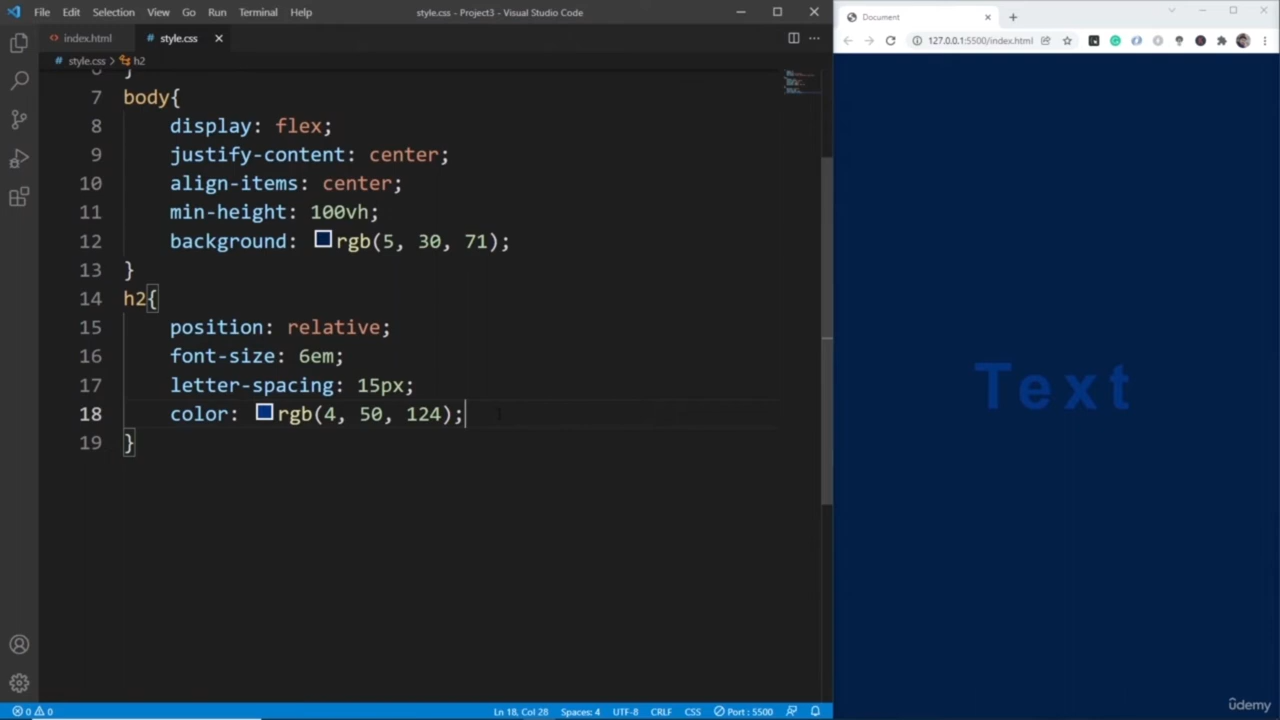 File Edit Selection View Go Run Terminal Help
style.css - Project3 - Visual Studio Code
index.html
style.css
style.css > h2
7 body{
8 display: flex;
9 justify-content: center;
10 align-items: center;
11 min-height: 100vh;
12 background: rgb(5, 30, 71);
13 }
14 h2{
15 position: relative;
16 font-size: 6em;
17 letter-spacing: 15px;
18 color: rgb(4, 50, 124);
19 }
0 0
Ln 18, Col 28 Spaces: 4 UTF-8 CRLF CSS Port : 5500
Document
127.0.0.1:5500/index.html
Text
ûdemy